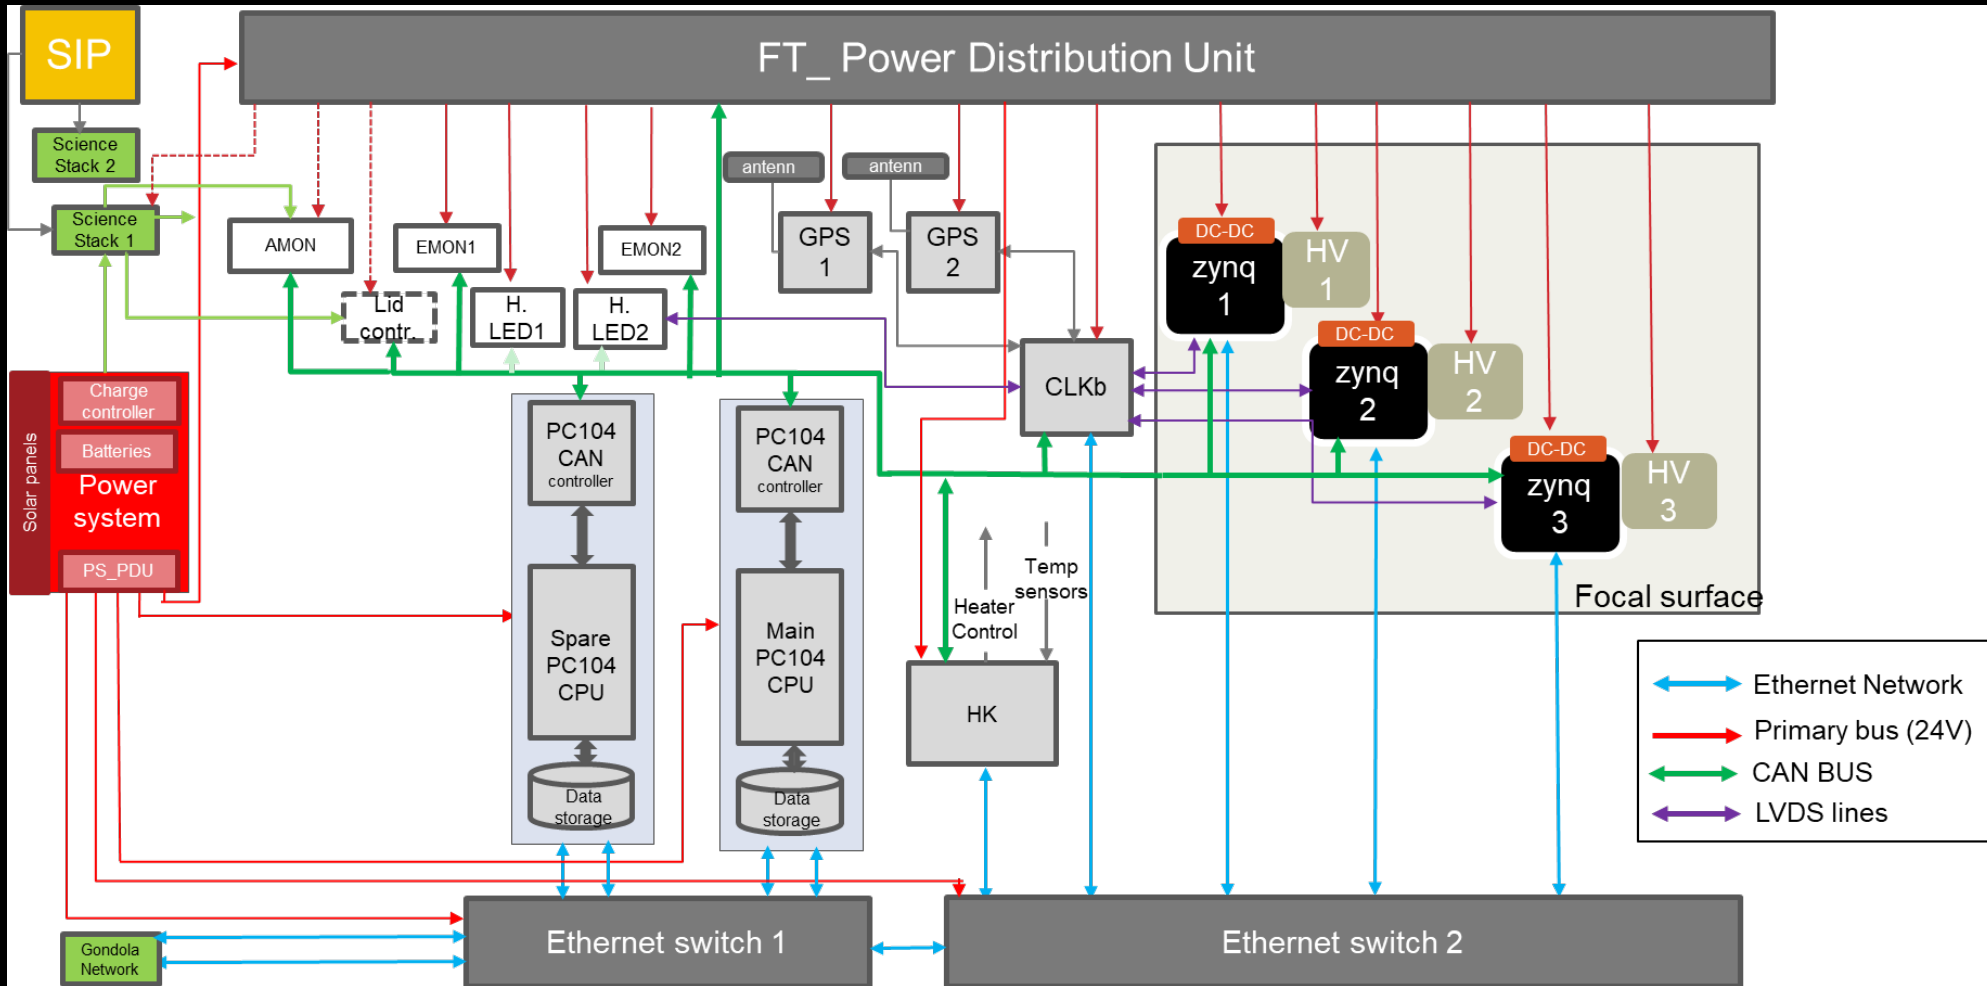 SIP
FT_ Power Distribution Unit
Science
Stack 2
antenn
antenn
Science
Stack 1
AMON
EMON1
EMON2
GPS
1
GPS
2
DC-DC
zynq
1
HV
1
Lid
contr.
H.
LED1
H.
LED2
DC-DC
zynq
2
HV
2
CLKb
Solar panels
Charge
controller
Batteries
Power
system
PS_PDU
PC104
CAN
controller
PC104
CAN
controller
DC-DC
zynq
3
HV
3
Temp
sensors
Heater
Control
Focal surface
Spare
PC104
CPU
Main
PC104
CPU
HK
Data
storage
Data
storage
Ethernet Network
Primary bus (24V)
CAN BUS
LVDS lines
Gondola
Network
Ethernet switch 1
Ethernet switch 2